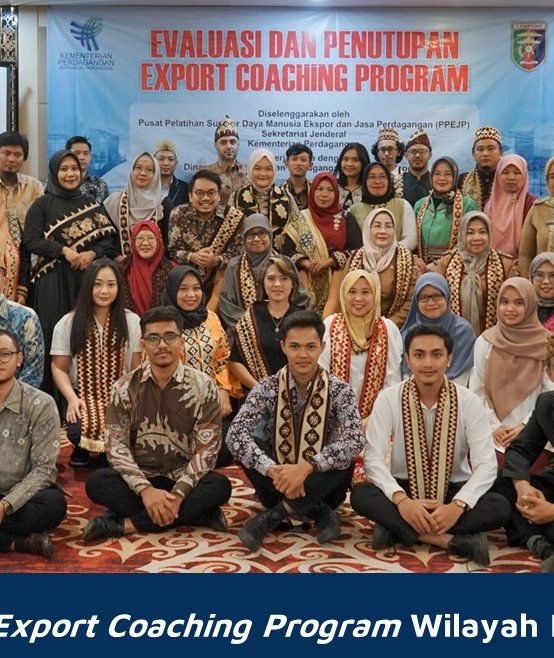 KEMENTERIAN
PERDAGANGAN
REPUBLIK INDONESIA
LAMPUNG
EVALUASI DAN PENUTUPAN
EXPORT COACHING PROGRAM
Diselenggarakan oleh
Pusat Pelatihan Sumber Daya Manusia Ekspor dan Jasa Perdagangan (PPEJP)
Sekretariat Jenderal
Kementerian Perdagangan
Export Coaching Program Wilayah